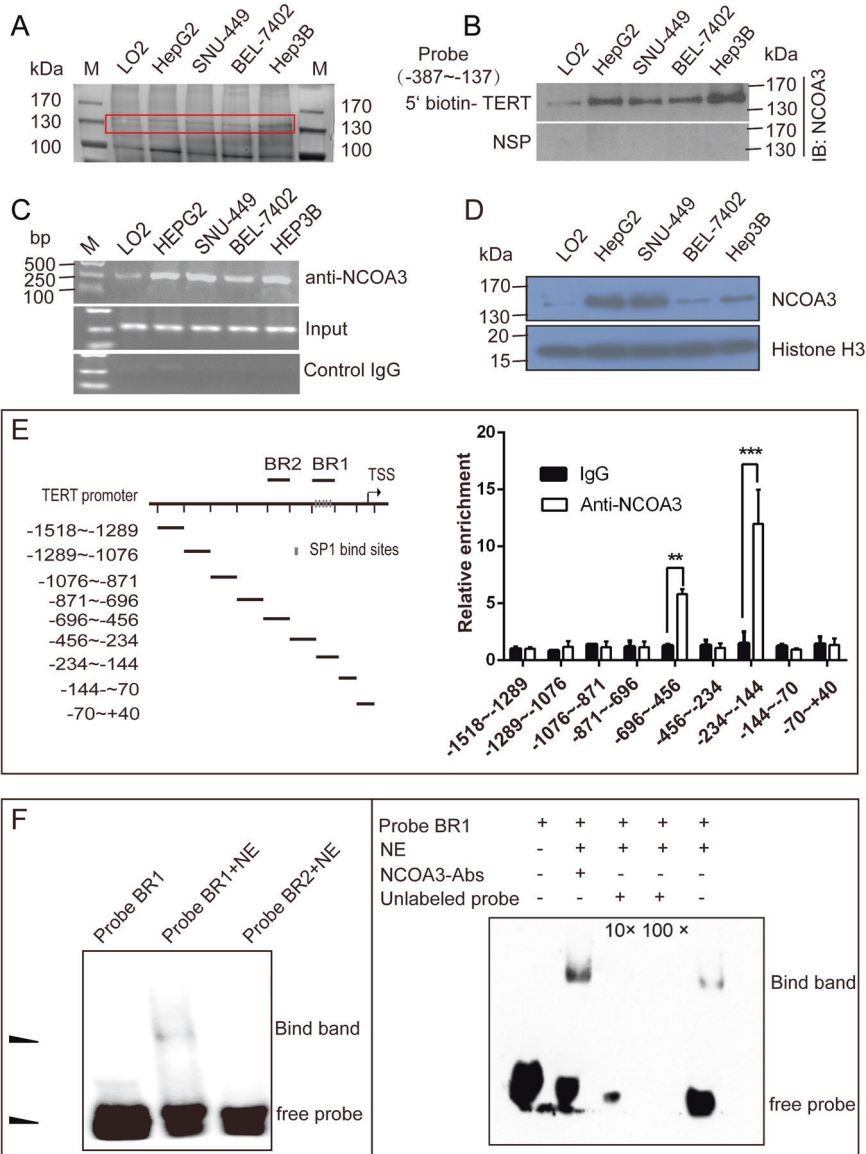 A
kDa
M
LO2
HepG2
SNU-449
BEL-7402
Hep3B
M
170
130
100
170
130
100
B
Probe
(-387~-137)
5‘ biotin- TERT
NSP
LO2
HepG2
SNU-449
BEL-7402
Hep3B
kDa
170
130
170
130
IB: NCOA3
C
bp
M
LO2
HEPG2
SNU-449
BEL-7402
HEP3B
500
250
100
anti-NCOA3
Input
Control IgG
D
kDa
LO2
HepG2
SNU-449
BEL-7402
Hep3B
170
130
NCOA3
20
15
Histone H3
E
BR2
BR1
TSS
TERT promoter
SP1 bind sites
-1518~-1289
-1289~-1076
-1076~-871
-871~-696
-696~-456
-456~-234
-234~-144
-144-~70
-70~+40
Relative enrichment
20
15
10
5
0
IgG
Anti-NCOA3
**
***
-1518~-1289
-1289~-1076
-1076~-871
-871~-696
-696~-456
-456~-234
-234~-144
-144~-70
-70~+40
F
Probe BR1
Probe BR1+NE
Probe BR2+NE
Bind band
free probe
Probe BR1 + + + + +
NE - + + + +
NCOA3-Abs - + - - -
Unlabeled probe - - + + -
10× 100 ×
Bind band
free probe